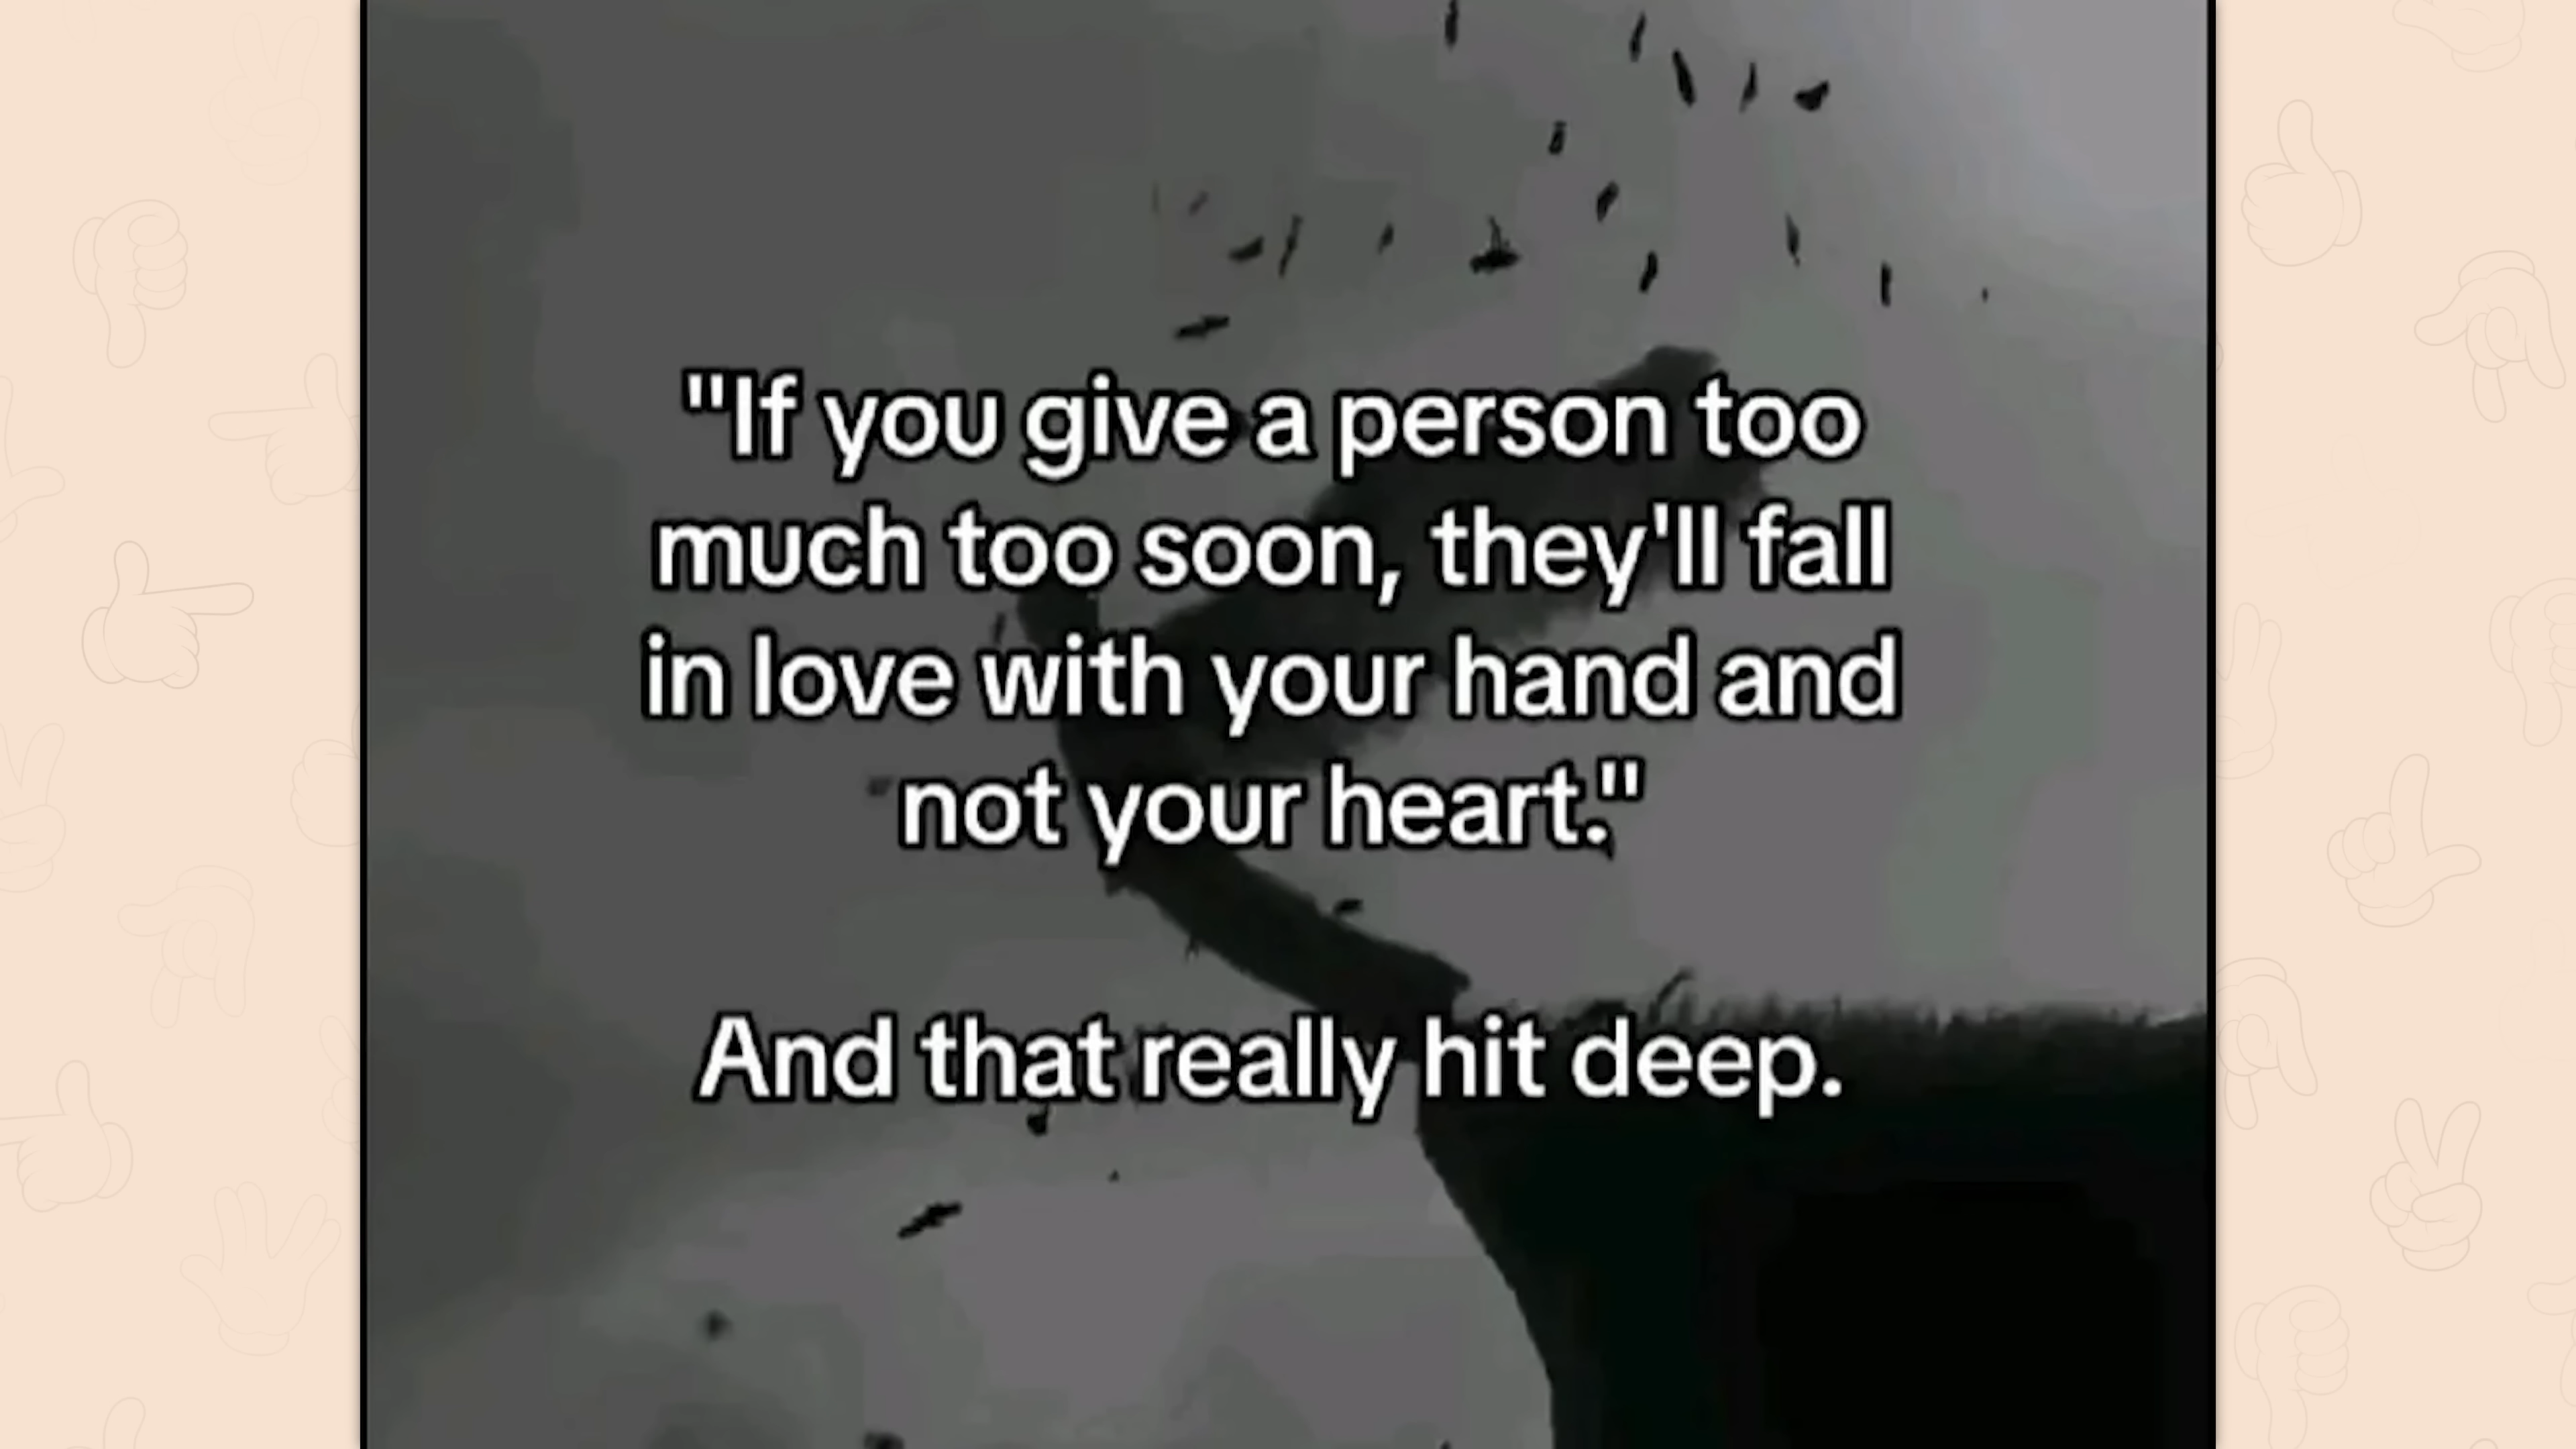 "If you give a person too
much too soon, they'll fall
in love with your hand and
not your heart."
And that really hit deep.